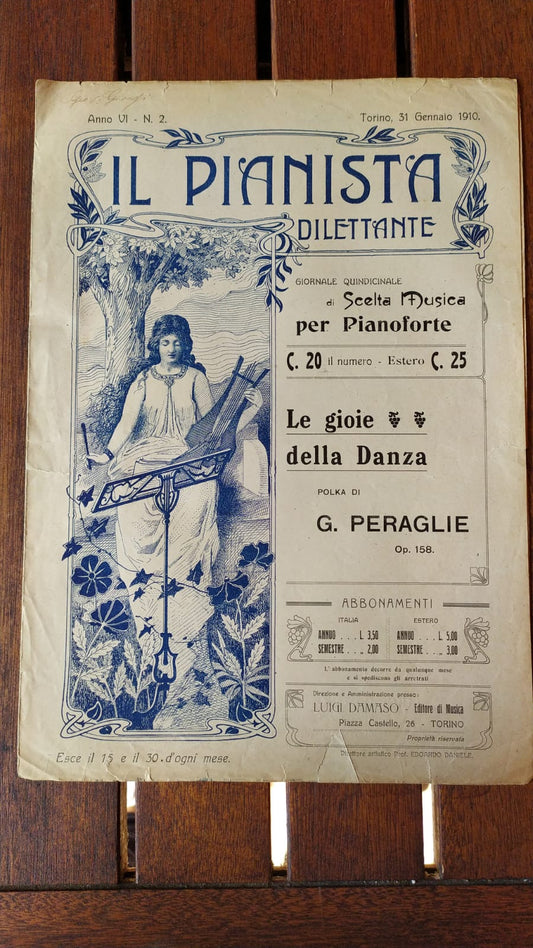 Anno VI - N. 2.
Torino, 31 Gennaio 1910.
IL PIANISTA
DILETTANTE
GIORNALE QUINDICINALE
di Scelta Musica
per Pianoforte
C. 20 il numero - Estero C. 25
Le gioie
della Danza
POLKA DI
G. PERAGLIE
Op. 158.
ABBONAMENTI
ITALIA
ANNUO . . . . L. 3,50
SEMESTRE . . „ 2,00
ESTERO
ANNUO . . . . L. 5,00
SEMESTRE . . „ 3,00
L'abbonamento decorre da qualunque mese
e si spediscono gli arretrati
Direzione e Amministrazione presso:
LUIGI DAMASO - Editore di Musica
Piazza Castello, 26 - TORINO
Proprietà riservata
Direttore artistico Prof. EDOARDO DANIELE.
Esce il 15 e il 30 d'ogni mese.